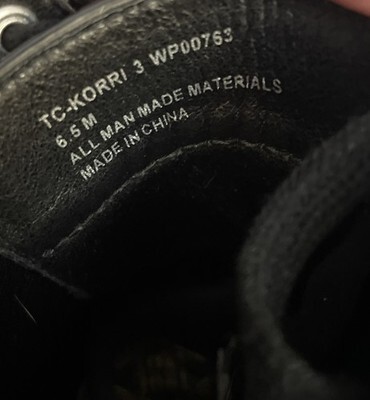 TC-KORRI 3 WP00763
6.5 M
ALL MAN MADE MATERIALS
MADE IN CHINA